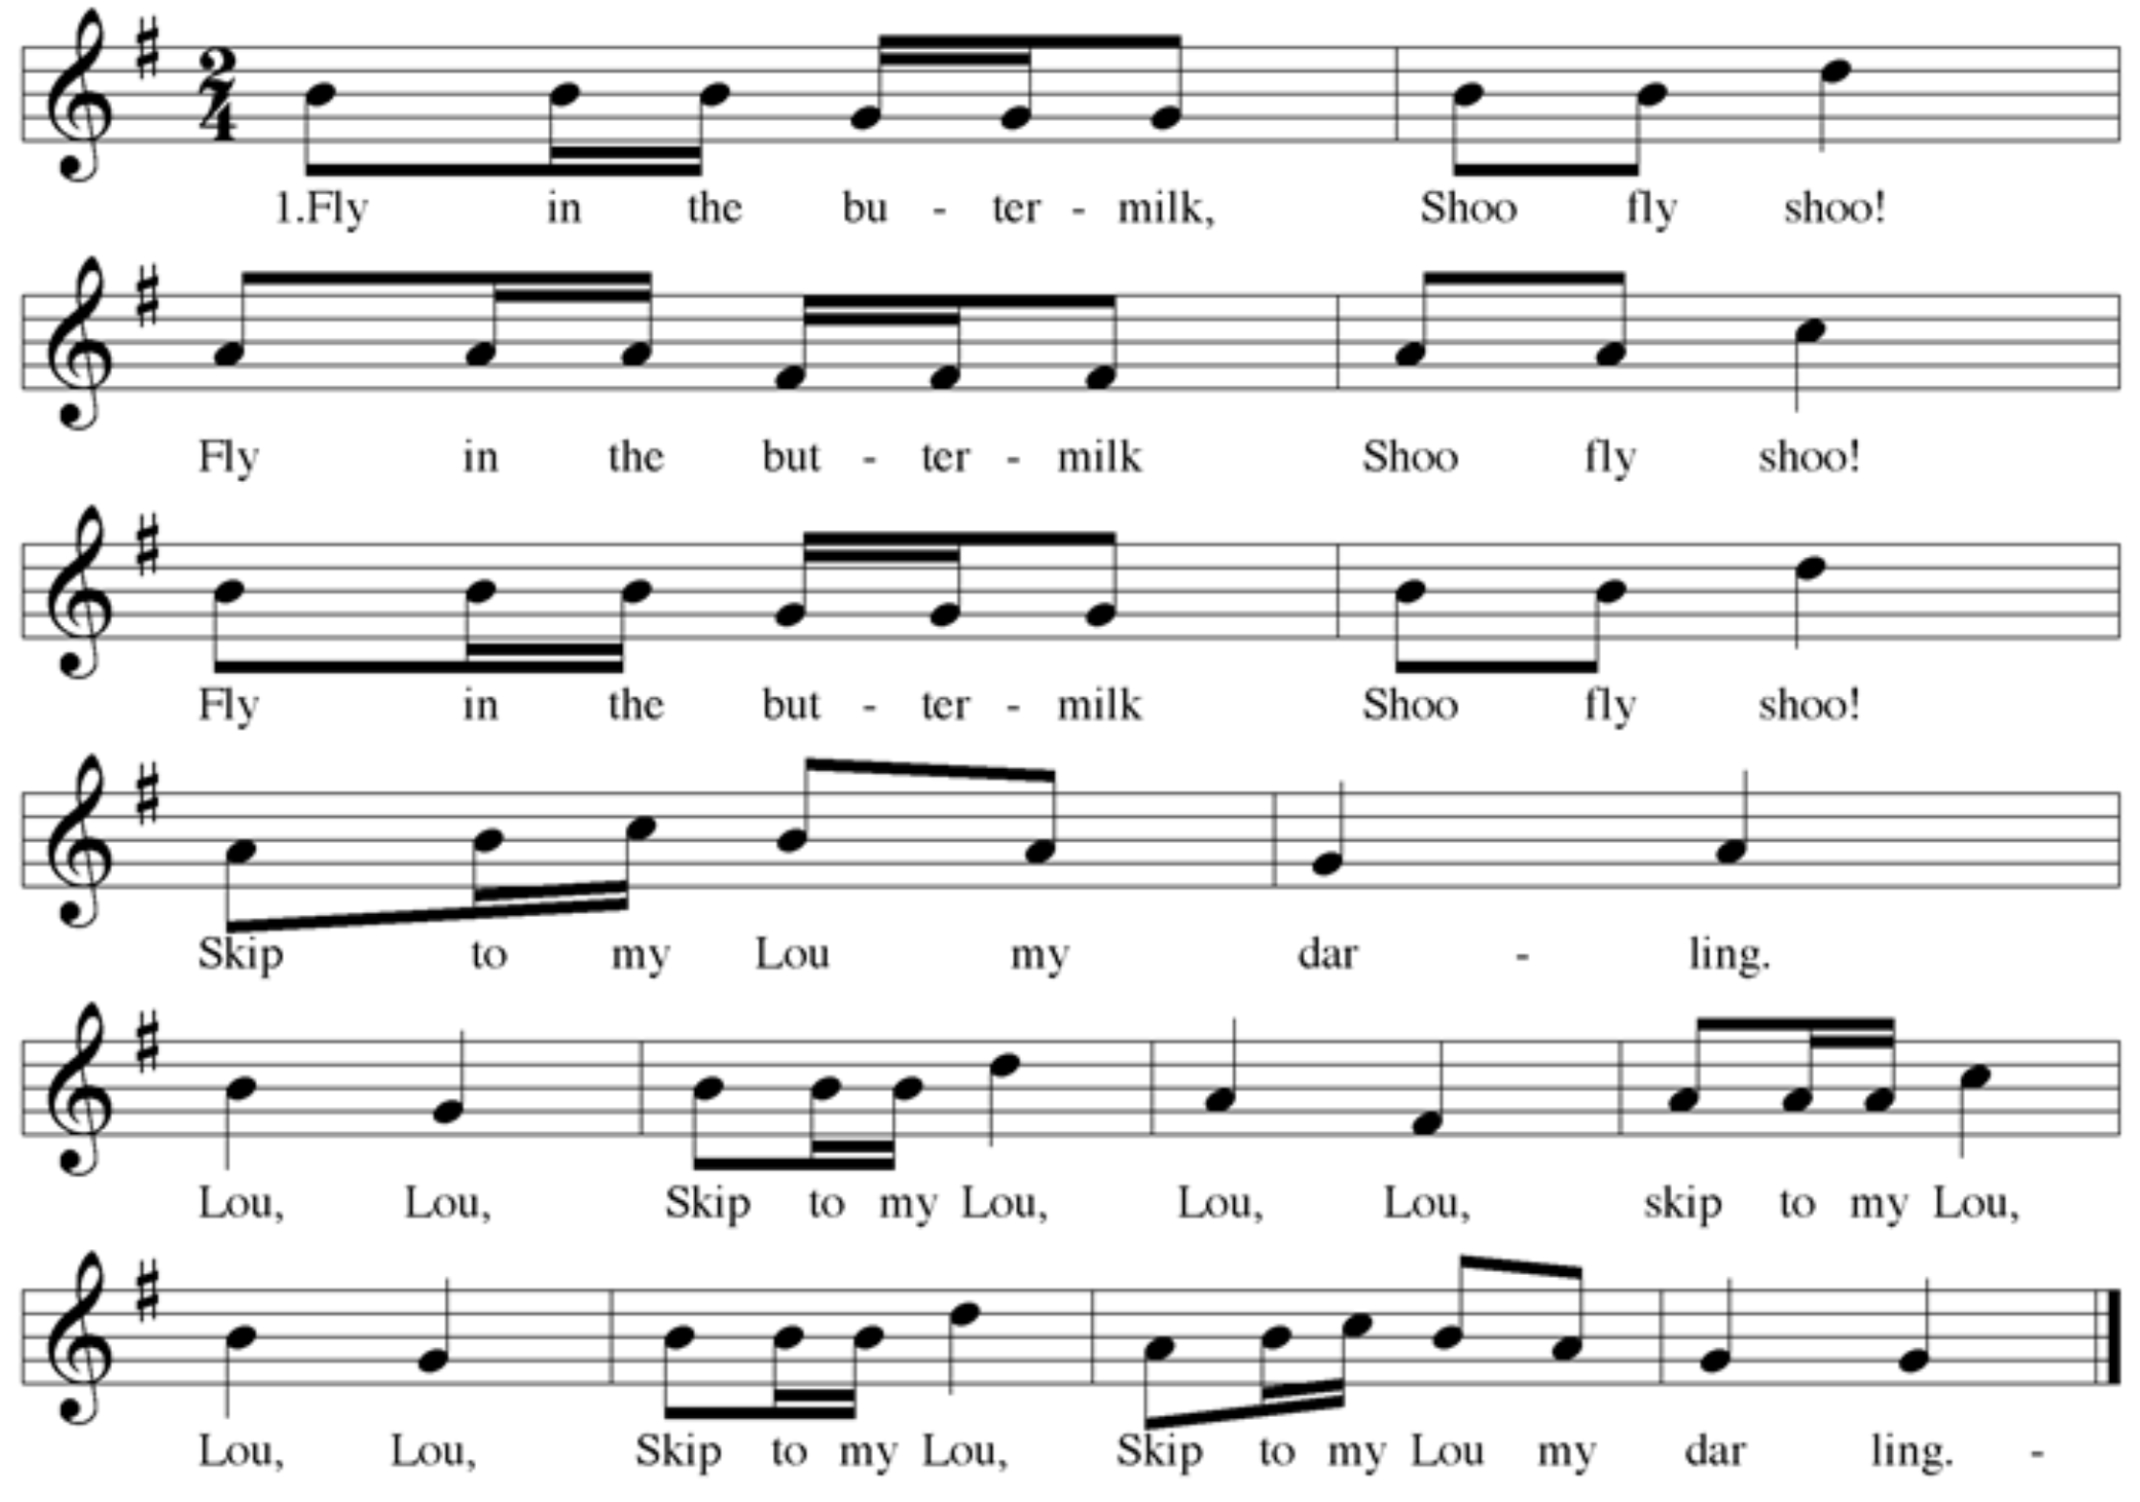 2
4
1.Fly in the bu - ter - milk, Shoo fly shoo!
Fly in the but - ter - milk Shoo fly shoo!
Fly in the but - ter - milk Shoo fly shoo!
Skip to my Lou my dar - ling.
Lou, Lou, Skip to my Lou, Lou, Lou, skip to my Lou,
Lou, Lou, Skip to my Lou, Skip to my Lou my dar ling. -